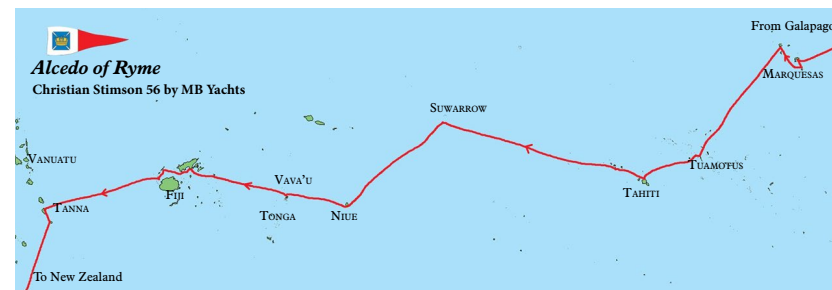 From Galapago
Alcedo of Ryme
Christian Stimson 56 by MB Yachts
Marquesas
Suwarrow
Vanuatu
Tuamotus
Vava'u
Tahiti
Fiji
Tanna
Tonga
Niue
To New Zealand